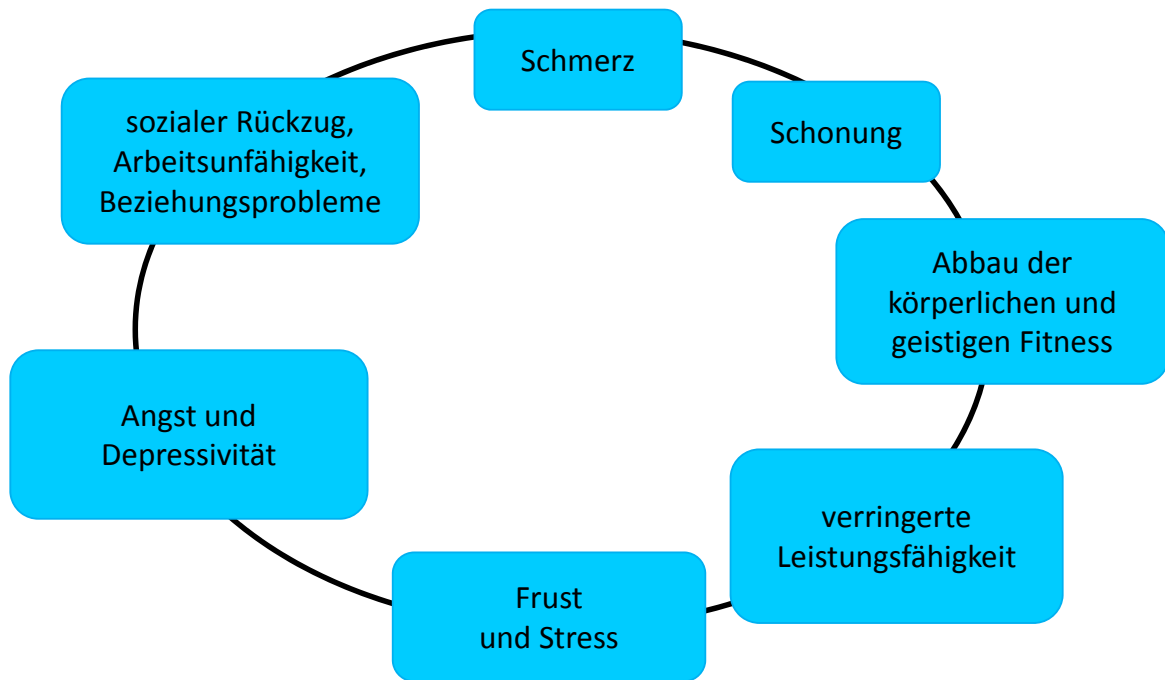 Schmerz
Schonung
Abbau der
körperlichen und
geistigen Fitness
verringerte
Leistungsfähigkeit
Frust
und Stress
Angst und
Depressivität
sozialer Rückzug,
Arbeitsunfähigkeit,
Beziehungsprobleme